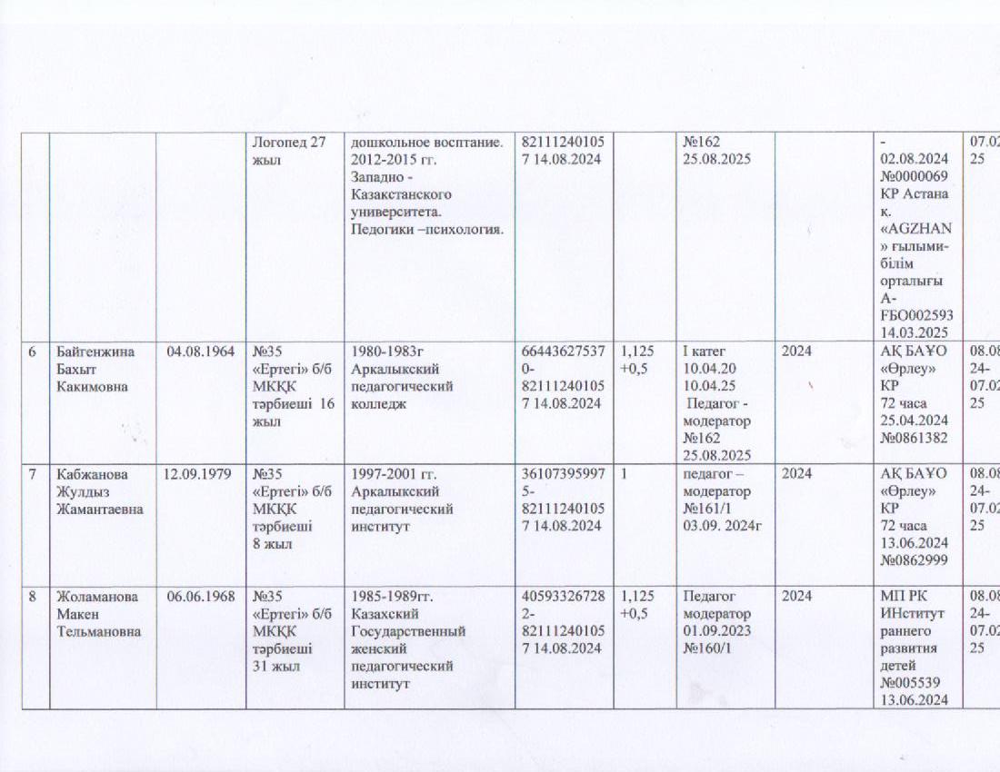 Логопед 27
жыл
дошкольное восптание.
2012-2015 гг.
Западно -
Казакстанского
университета.
Педогики –психология.
82111240105
7 14.08.2024
№162
25.08.2025
-
02.08.2024
№0000069
КР Астана
к.
«AGZHAN
» ғылыми-
білім
орталығы
А-
ҒБО002593
14.03.2025
07.02
25
6
Байгенжина
Бахыт
Какимовна
04.08.1964
№35
«Ертегі» б/б
МКҚК
тәрбиеші 16
жыл
1980-1983г
Аркалыкский
педагогический
колледж
66443627537
0-
82111240105
7 14.08.2024
1,125
+0,5
I катег
10.04.20
10.04.25
Педагог -
модератор
№162
25.08.2025
2024
АҚ БАҰО
«Өрлеу»
КР
72 часа
25.04.2024
№0861382
08.08
24-
07.02
25
7
Кабжанова
Жулдыз
Жамантаевна
12.09.1979
№35
«Ертегі» б/б
МКҚК
тәрбиеші
8 жыл
1997-2001 гг.
Аркалыкский
педагогический
институт
36107395997
5-
82111240105
7 14.08.2024
1
педагог –
модератор
№161/1
03.09. 2024г
2024
АҚ БАҰО
«Өрлеу»
КР
72 часа
13.06.2024
№0862999
08.08
24-
07.02
25
8
Жоламанова
Макен
Тельмановна
06.06.1968
№35
«Ертегі» б/б
МКҚК
тәрбиеші
31 жыл
1985-1989гг.
Казахский
Государственный
женский
педагогический
институт
40593326728
2-
82111240105
7 14.08.2024
1,125
+0,5
Педагог
модератор
01.09.2023
№160/1
2024
МП РК
ИНститут
раннего
развития
детей
№005539
13.06.2024
08.08
24-
07.02
25